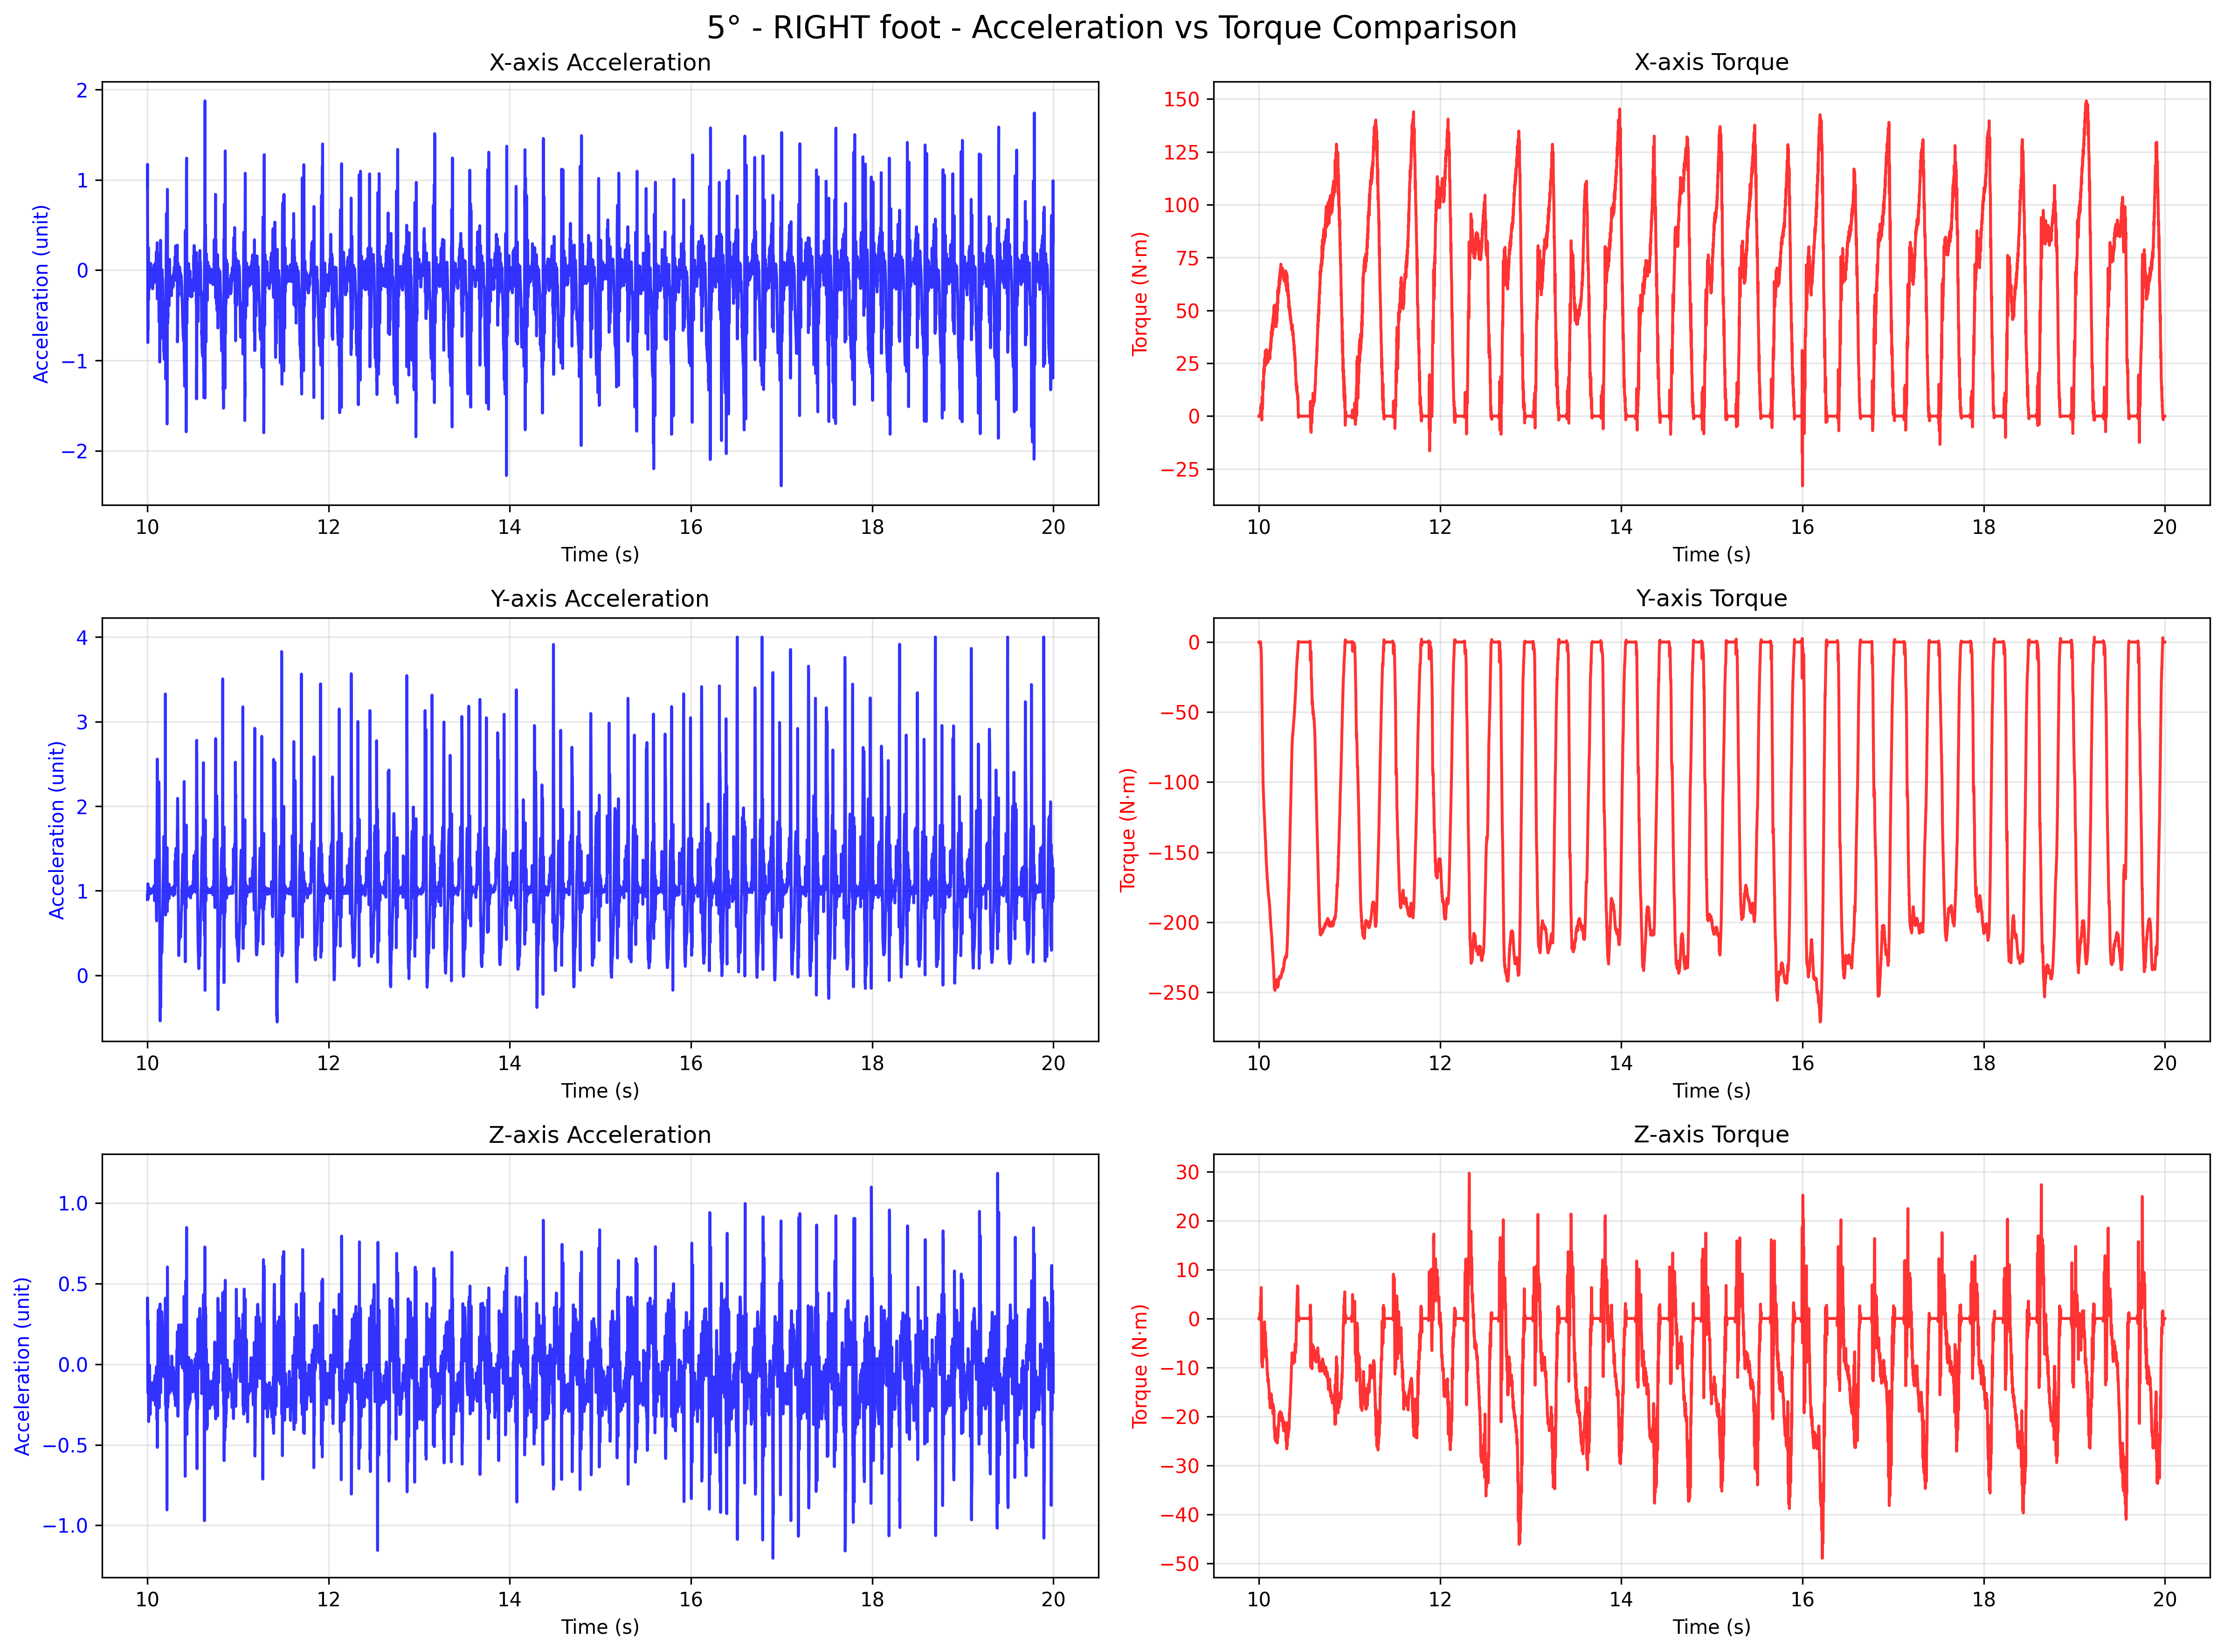 5° - RIGHT foot - Acceleration vs Torque Comparison
X-axis Acceleration
2
1
0
−1
−2
Acceleration (unit)
10 12 14 16 18 20
Time (s)
X-axis Torque
150
125
100
75
50
25
0
−25
Torque (N·m)
10 12 14 16 18 20
Time (s)
Y-axis Acceleration
4
3
2
1
0
Acceleration (unit)
10 12 14 16 18 20
Time (s)
Y-axis Torque
0
−50
−100
−150
−200
−250
Torque (N·m)
10 12 14 16 18 20
Time (s)
Z-axis Acceleration
1.0
0.5
0.0
−0.5
−1.0
Acceleration (unit)
10 12 14 16 18 20
Time (s)
Z-axis Torque
30
20
10
0
−10
−20
−30
−40
−50
Torque (N·m)
10 12 14 16 18 20
Time (s)